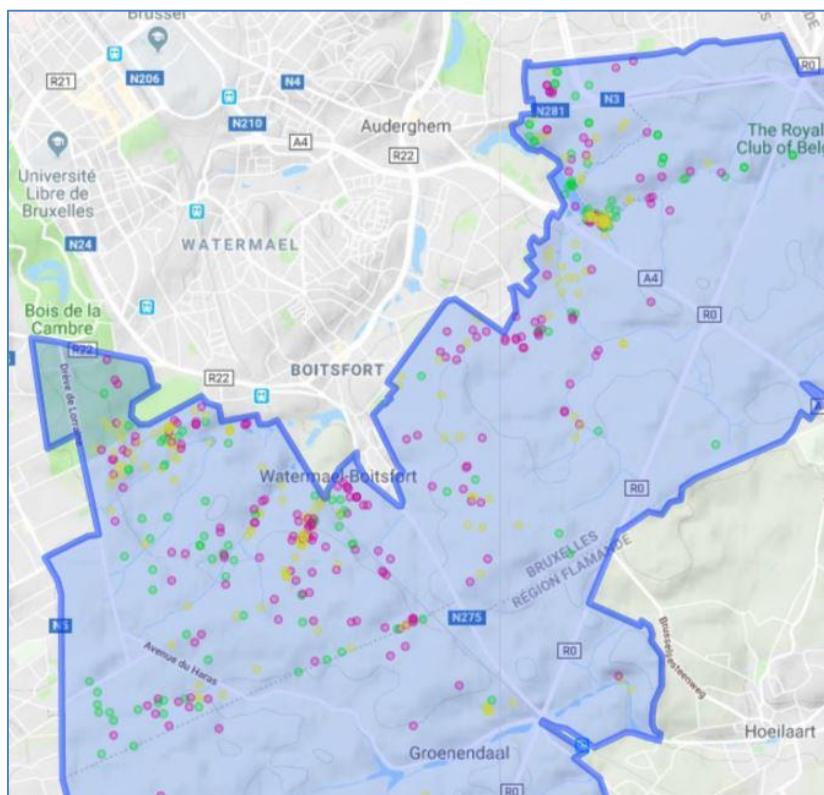 Brussel
DE
R21
N206
N4
R0
N210
N281
N3
Auderghem
A4
R22
The Royal
Club of Belg
Université
Libre de
Bruxelles
N24
WATERMAEL
A4
R0
Bois de la
Cambre
R22
Drève de Lorraine
R22
BOITSFORT
A
Watermael-Boitsfort
R0
BRUXELLES
RÉGION FLAMANDE
N5
N275
Avenue du Haras
R0
Brusselsesteenweg
Groenendaal
Hoeilaart
R0